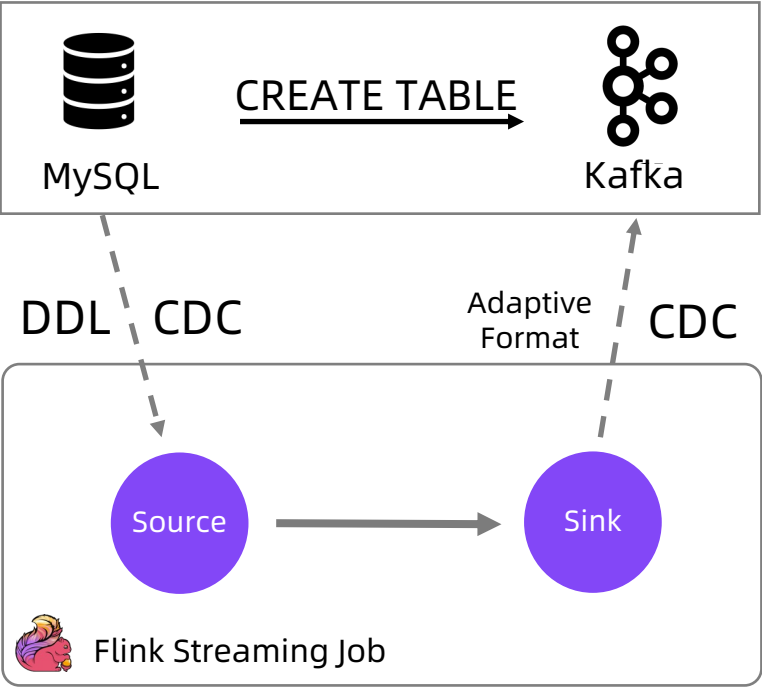 CREATE TABLE
MySQL
Kafka
DDL
CDC
Adaptive
Format
CDC
Source
Sink
Flink Streaming Job